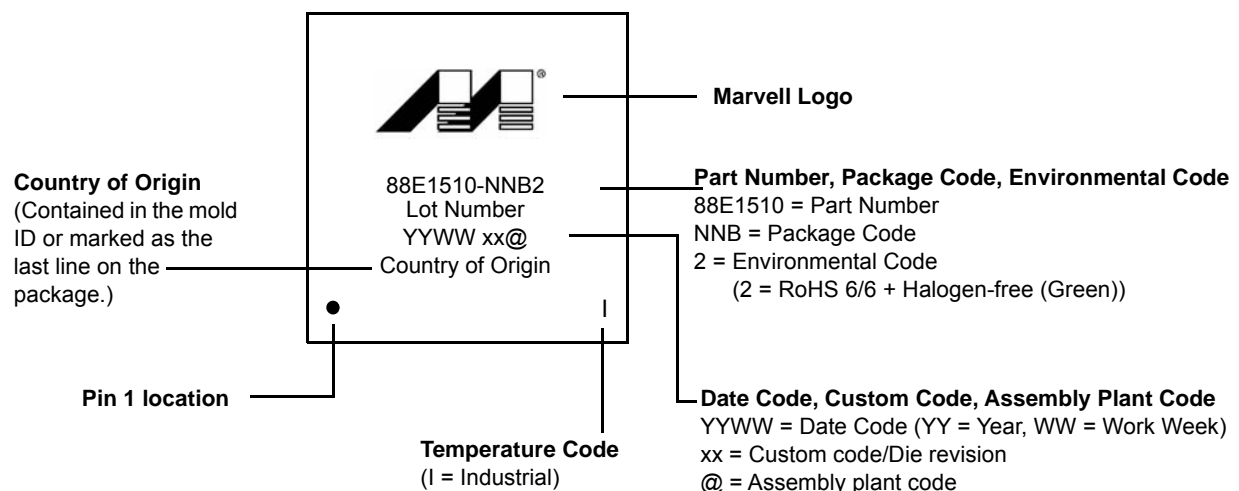 ®
Marvell Logo
Country of Origin
(Contained in the mold
ID or marked as the
last line on the
package.)
88E1510-NNB2
Lot Number
YYWW xx@
Country of Origin
I
Part Number, Package Code, Environmental Code
88E1510 = Part Number
NNB = Package Code
2 = Environmental Code
(2 = RoHS 6/6 + Halogen-free (Green))
Pin 1 location
Temperature Code
(I = Industrial)
Date Code, Custom Code, Assembly Plant Code
YYWW = Date Code (YY = Year, WW = Work Week)
xx = Custom code/Die revision
@ = Assembly plant code